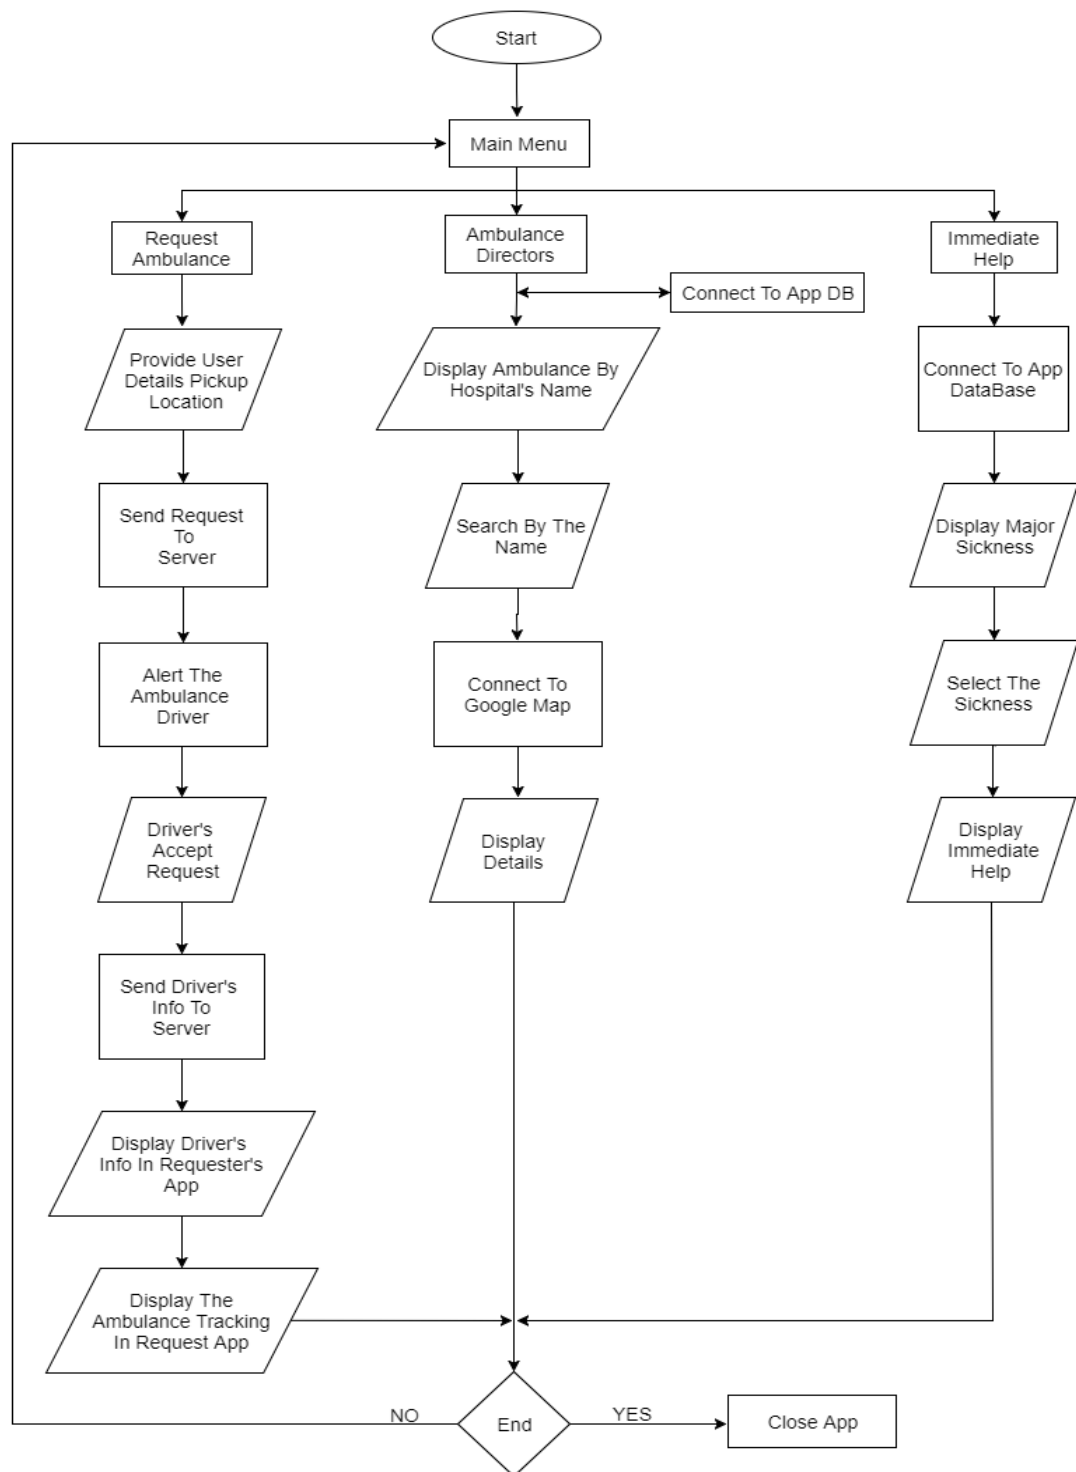 Start
Main Menu
Request
Ambulance
Ambulance
Directors
Immediate
Help
Connect To App DB
Provide User
Details Pickup
Location
Display Ambulance By
Hospital's Name
Connect To App
DataBase
Send Request
To
Server
Search By The
Name
Display Major
Sickness
Alert The
Ambulance
Driver
Connect To
Google Map
Select The
Sickness
Driver's
Accept
Request
Display
Details
Display
Immediate
Help
Send Driver's
Info To
Server
Display Driver's
Info In Requester's
App
Display The
Ambulance Tracking
In Request App
NO
End
YES
Close App